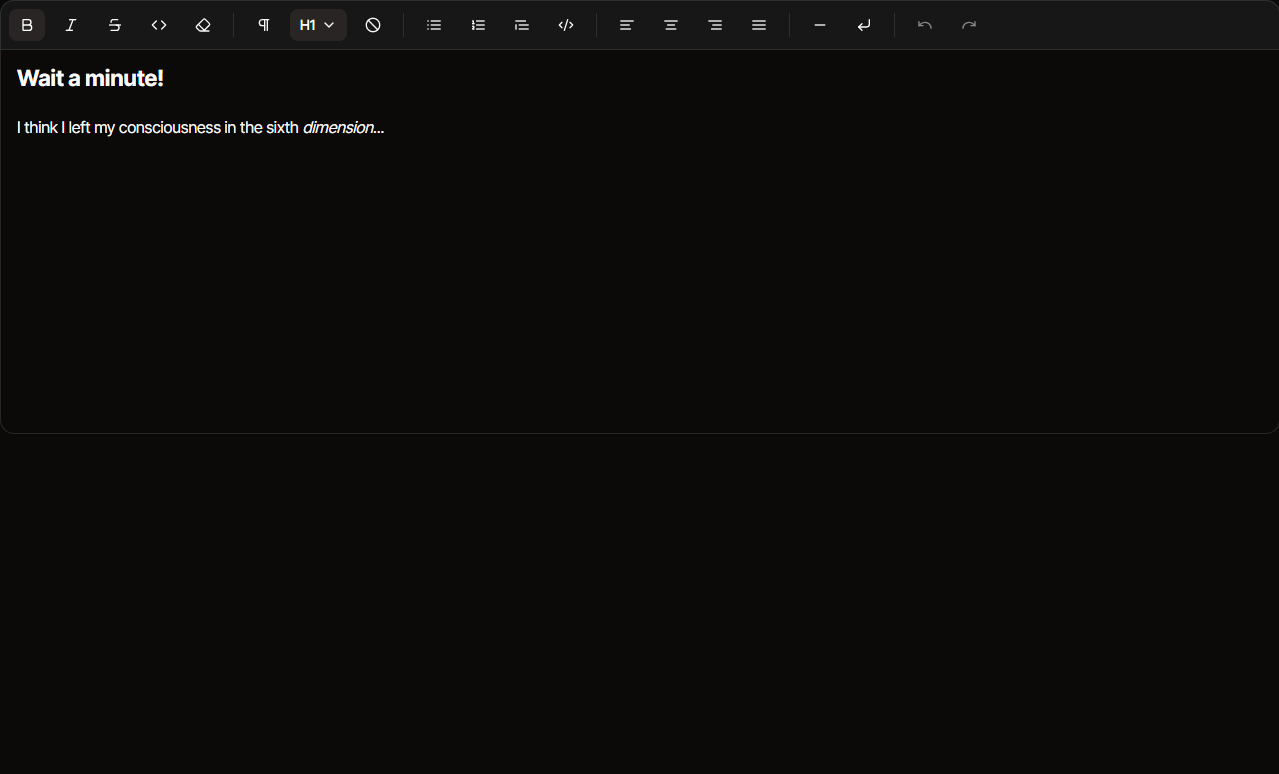 H1
Wait a minute!
I think I left my consciousness in the sixth dimension...